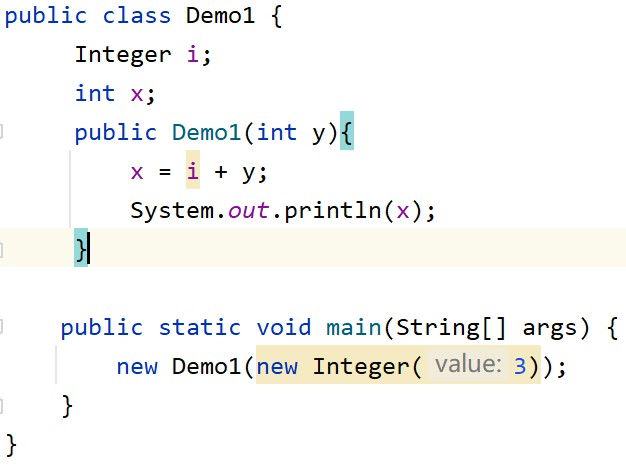 public class Demo1 {
Integer i;
int x;
public Demo1(int y){
x = i + y;
System.out.println(x);
}
public static void main(String[] args) {
new Demo1(new Integer( value: 3));
}
}